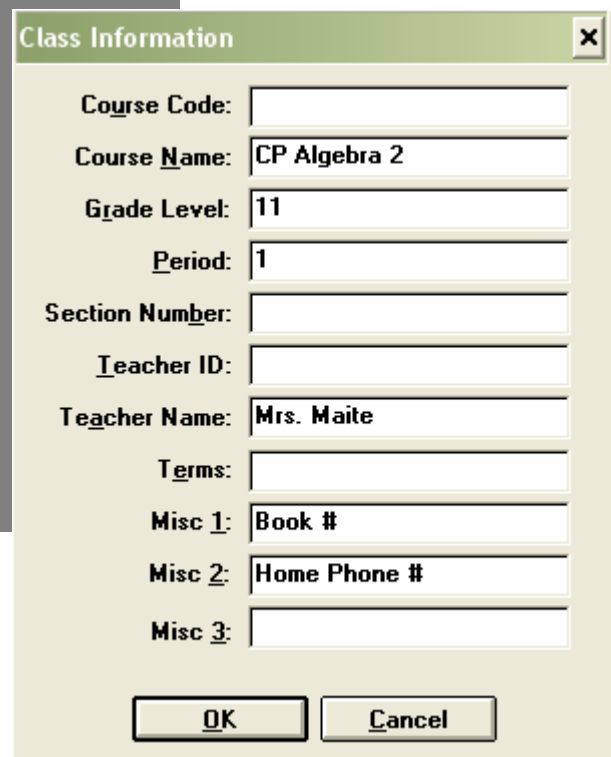 Class Information
Course Code:
Course Name: CP Algebra 2
Grade Level: 11
Period: 1
Section Number:
Teacher ID:
Teacher Name: Mrs. Maite
Terms:
Misc 1: Book #
Misc 2: Home Phone #
Misc 3:
OK Cancel